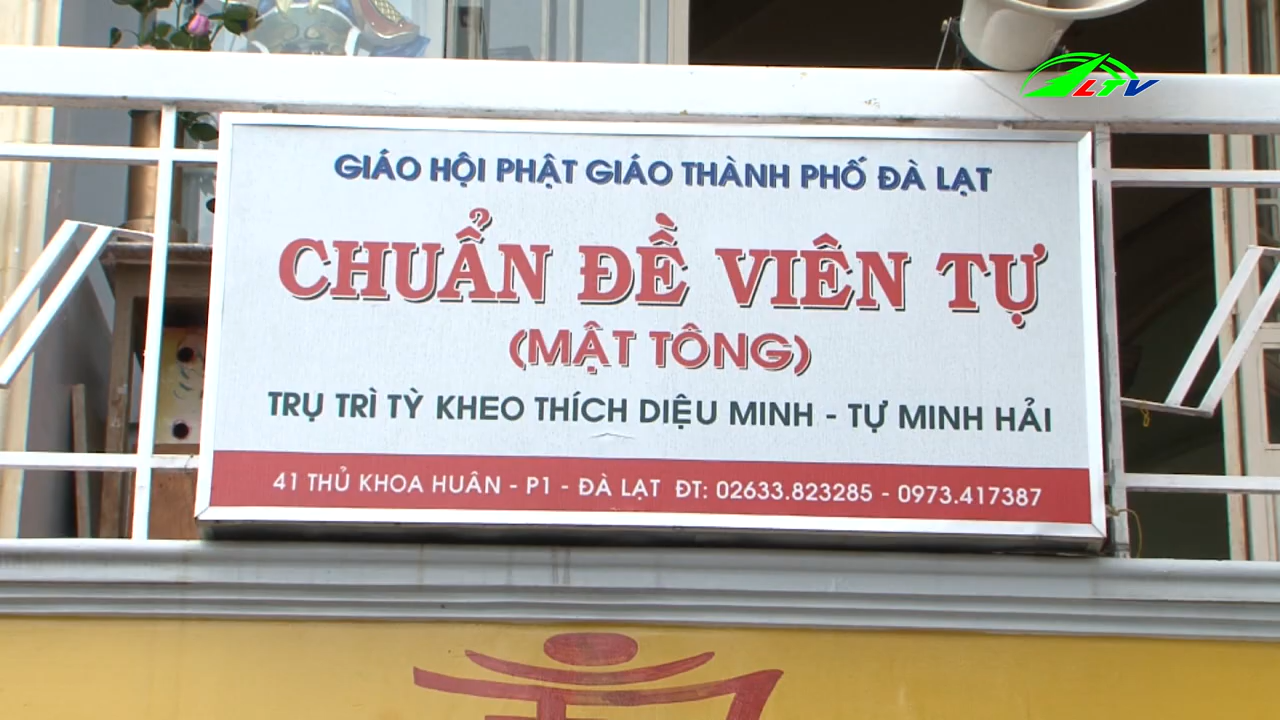 LTV
GIÁO HỘI PHẬT GIÁO THÀNH PHỐ ĐÀ LẠT
CHUẨN ĐỀ VIÊN TỰ
(MẬT TÔNG)
TRỤ TRÌ TỲ KHEO THÍCH DIỆU MINH - TỰ MINH HẢI
41 THỦ KHOA HUÂN - P1 - ĐÀ LẠT ĐT: 02633.823285 - 0973.417387